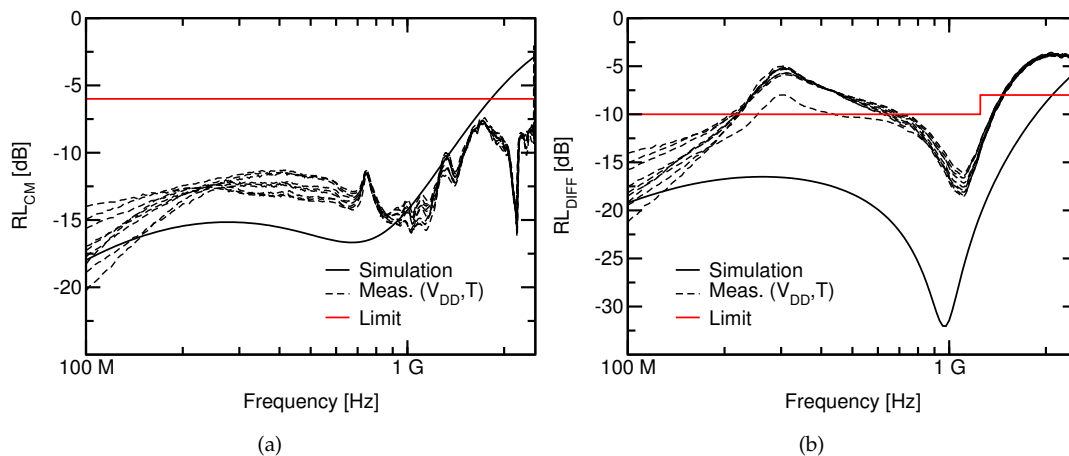 0
-5
-10
-15
-20
RL_CM [dB]
Simulation
Meas. (V_DD,T)
Limit
100 M
1 G
Frequency [Hz]
(a)
0
-5
-10
-15
-20
-25
-30
RL_DIFF [dB]
Simulation
Meas. (V_DD,T)
Limit
100 M
1 G
Frequency [Hz]
(b)